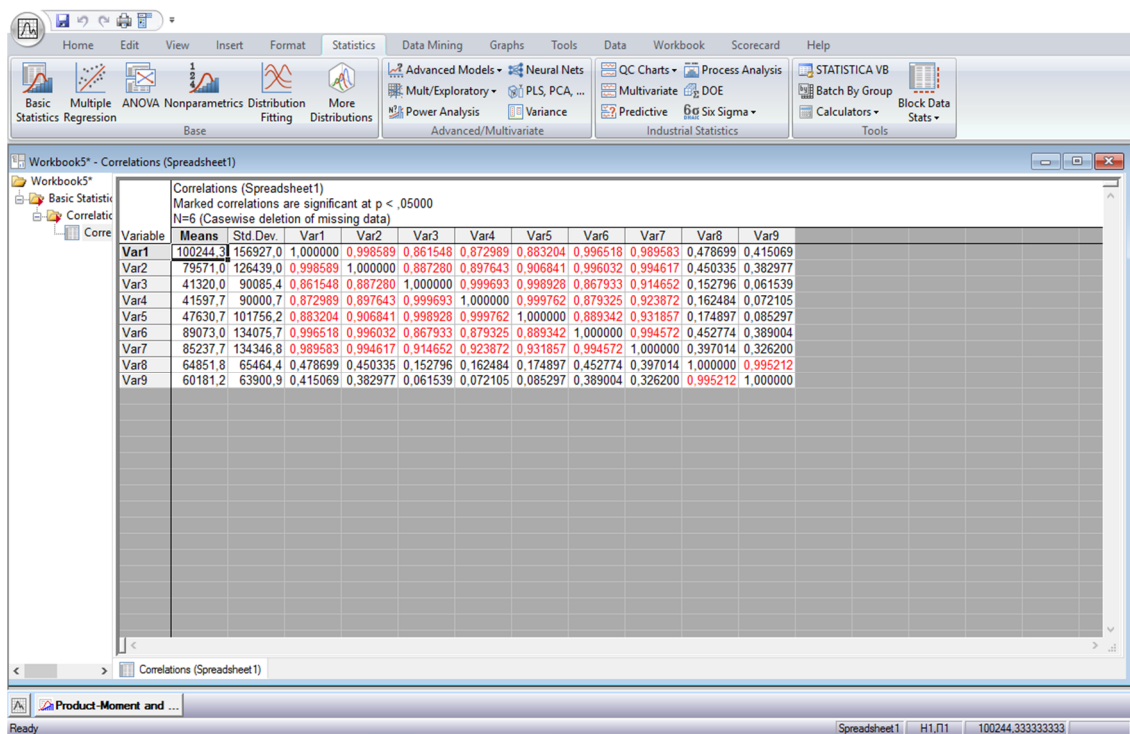 Home Edit View Insert Format Statistics Data Mining Graphs Tools Data Workbook Scorecard Help
Basic Statistics Multiple Regression ANOVA Nonparametrics Distribution Fitting More Distributions
Base
Advanced Models Neural Nets
Mult/Exploratory PLS, PCA, ...
Power Analysis Variance
Advanced/Multivariate
QC Charts Process Analysis
Multivariate DOE
Predictive 6σ Six Sigma
Industrial Statistics
STATISTICA VB
Batch By Group
Calculators
Block Data Stats
Tools
Workbook5* - Correlations (Spreadsheet1)
Workbook5*
Basic Statistic
Correlatic
Corre
Correlations (Spreadsheet1)
Marked correlations are significant at p < ,05000
N=6 (Casewise deletion of missing data)
Variable Means Std.Dev. Var1 Var2 Var3 Var4 Var5 Var6 Var7 Var8 Var9
Var1 100244,3 156927,0 1,000000 0,998589 0,861548 0,872989 0,883204 0,996518 0,989583 0,478699 0,415069
Var2 79571,0 126439,0 0,998589 1,000000 0,887280 0,897643 0,906841 0,996032 0,994617 0,450335 0,382977
Var3 41320,0 90085,4 0,861548 0,887280 1,000000 0,999693 0,998928 0,867933 0,914652 0,152796 0,061539
Var4 41597,7 90000,7 0,872989 0,897643 0,999693 1,000000 0,999762 0,879325 0,923872 0,162484 0,072105
Var5 47630,7 101756,2 0,883204 0,906841 0,998928 0,999762 1,000000 0,889342 0,931857 0,174897 0,085297
Var6 89073,0 134075,7 0,996518 0,996032 0,867933 0,879325 0,889342 1,000000 0,994572 0,452774 0,389004
Var7 85237,7 134346,8 0,989583 0,994617 0,914652 0,923872 0,931857 0,994572 1,000000 0,397014 0,326200
Var8 64851,8 65464,4 0,478699 0,450335 0,152796 0,162484 0,174897 0,452774 0,397014 1,000000 0,995212
Var9 60181,2 63900,9 0,415069 0,382977 0,061539 0,072105 0,085297 0,389004 0,326200 0,995212 1,000000
Correlations (Spreadsheet1)
Product-Moment and ...
Ready Spreadsheet1 Н1,П1 100244,333333333